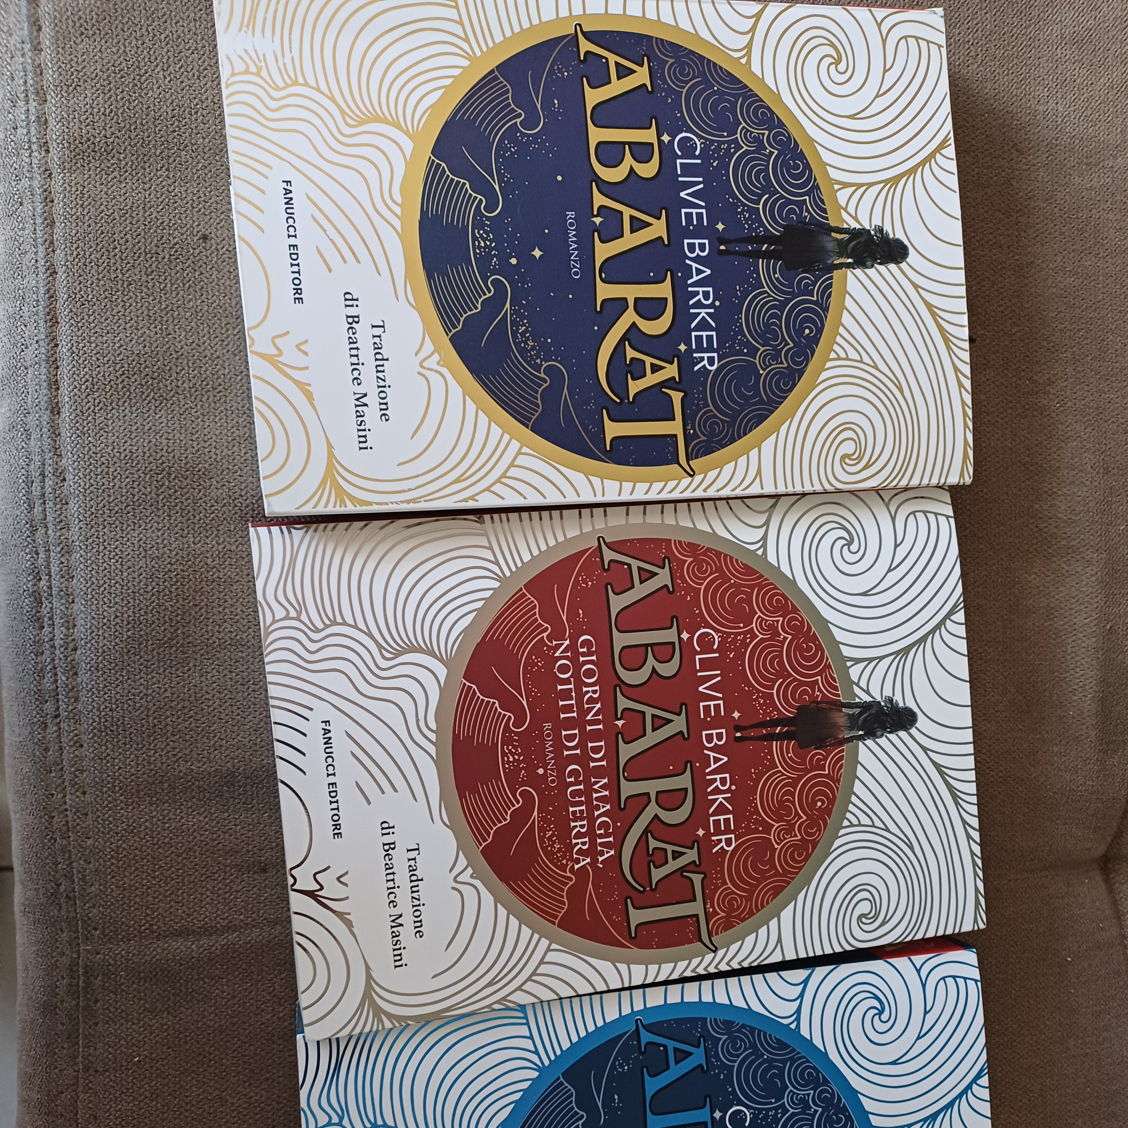 CLIVE BARKER
ABARAT
ROMANZO
Traduzione
di Beatrice Masini
FANUCCI EDITORE
CLIVE BARKER
ABARAT
GIORNI DI MAGIA,
NOTTI DI GUERRA
ROMANZO
Traduzione
di Beatrice Masini
FANUCCI EDITORE
C
AB